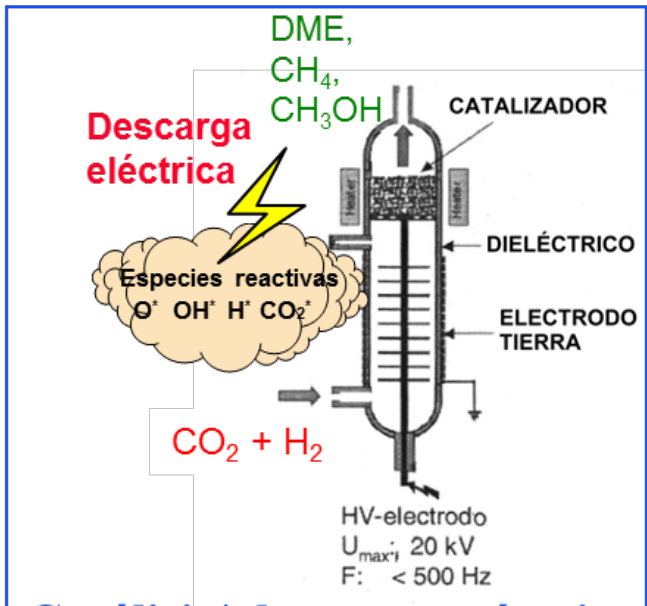 DME,
CH₄,
CH₃OH
CATALIZADOR
Descarga
eléctrica
Heater
Heater
DIELÉCTRICO
Especies reactivas
O* OH* H* CO₂*
ELECTRODO
TIERRA
CO₂ + H₂
HV-electrodo
Umax; 20 kV
F: < 500 Hz